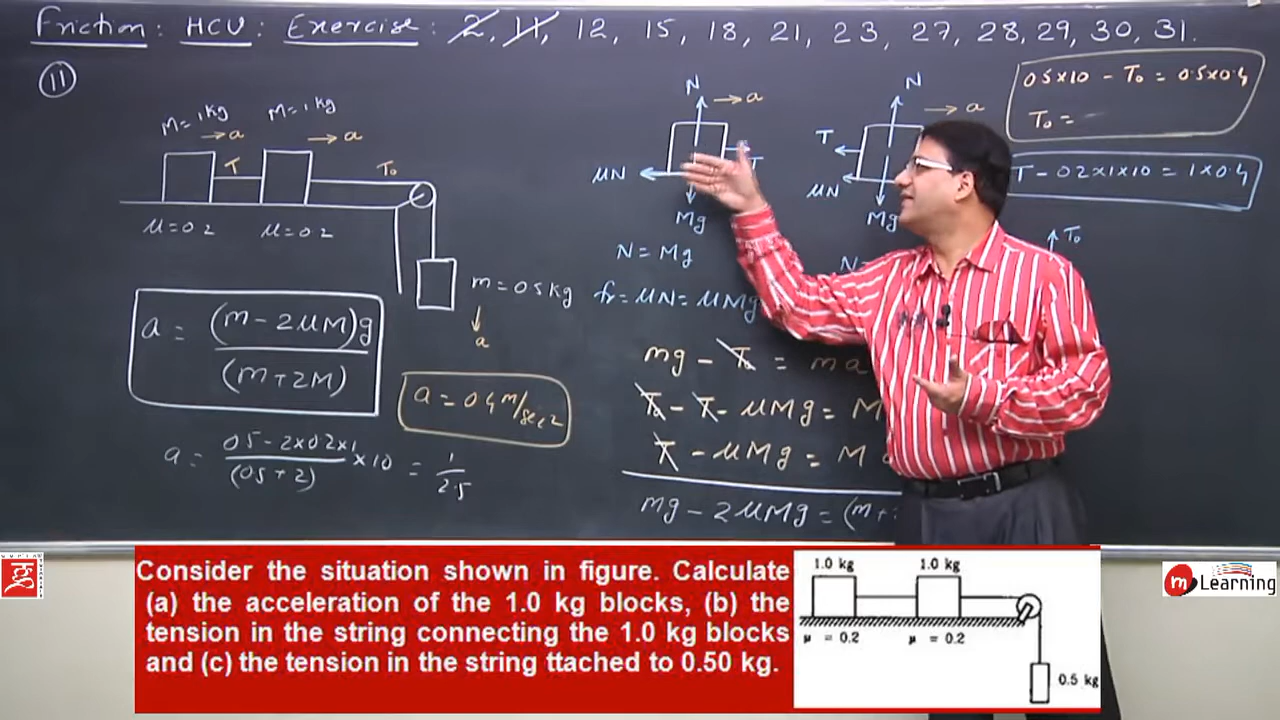 Friction: HCV: Exercise: 2, 11, 12, 15, 18, 21, 23, 27, 28, 29, 30, 31.
11
M=1kg M=1kg
→a →a
T T₀
μ=0.2 μ=0.2
m=0.5kg
↓
a
a = (m-2μM)g/(m+2M)
a = 0.4 m/sec²
a = (0.5-2×0.2×1)/(0.5+2) ×10 = 1/2.5
N →a
μN T
Mg
N = Mg
fr = μN = μMg
N →a
T
μN
Mg
N =
0.5×10 - T₀ = 0.5×0.4
T₀ =
T - 0.2×1×10 = 1×0.4
↑T₀
mg - T₀ = ma
T₀ - T - μMg = M
T - μMg = M a
mg - 2μMg = (m+
Consider the situation shown in figure. Calculate
(a) the acceleration of the 1.0 kg blocks, (b) the
tension in the string connecting the 1.0 kg blocks
and (c) the tension in the string ttached to 0.50 kg.
1.0 kg 1.0 kg
μ = 0.2 μ = 0.2
0.5 kg
m Learning